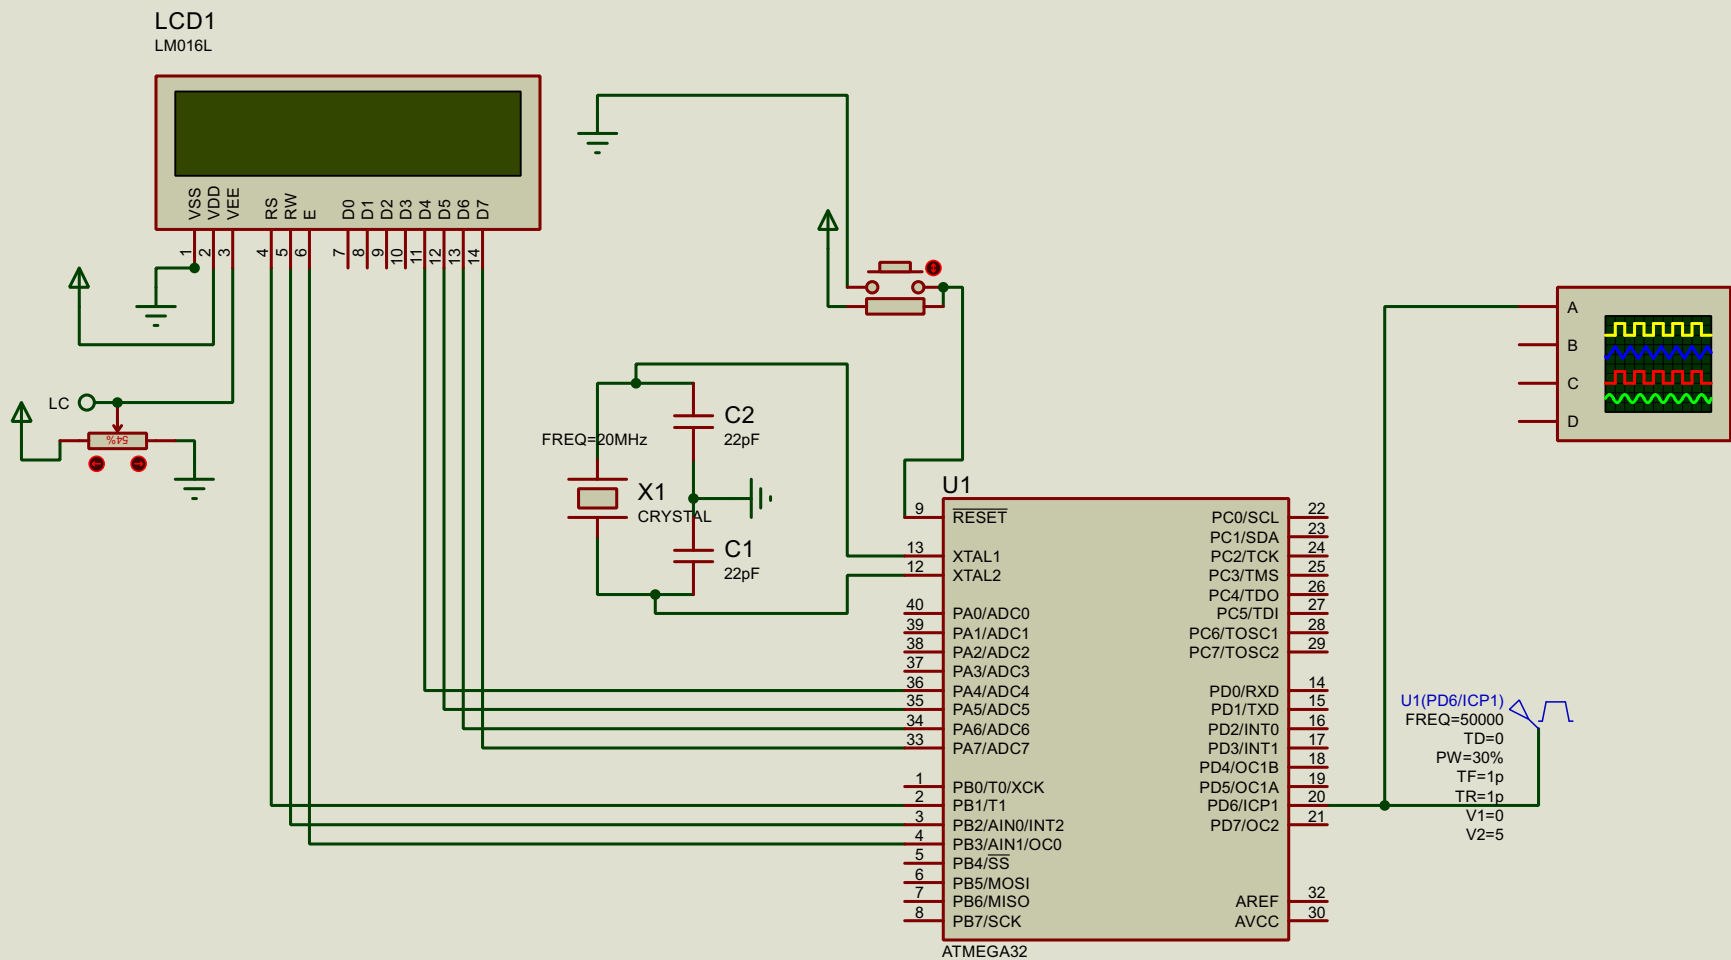 LCD1
LM016L
VSS
VDD
VEE
RS
RW
E
D0
D1
D2
D3
D4
D5
D6
D7
1
2
3
4
5
6
7
8
9
10
11
12
13
14
LC
54%
FREQ=20MHz
X1
CRYSTAL
C2
22pF
C1
22pF
U1
9 RESET
13 XTAL1
12 XTAL2
40 PA0/ADC0
39 PA1/ADC1
38 PA2/ADC2
37 PA3/ADC3
36 PA4/ADC4
35 PA5/ADC5
34 PA6/ADC6
33 PA7/ADC7
1 PB0/T0/XCK
2 PB1/T1
3 PB2/AIN0/INT2
4 PB3/AIN1/OC0
5 PB4/SS
6 PB5/MOSI
7 PB6/MISO
8 PB7/SCK
PC0/SCL 22
PC1/SDA 23
PC2/TCK 24
PC3/TMS 25
PC4/TDO 26
PC5/TDI 27
PC6/TOSC1 28
PC7/TOSC2 29
PD0/RXD 14
PD1/TXD 15
PD2/INT0 16
PD3/INT1 17
PD4/OC1B 18
PD5/OC1A 19
PD6/ICP1 20
PD7/OC2 21
AREF 32
AVCC 30
ATMEGA32
U1(PD6/ICP1)
FREQ=50000
TD=0
PW=30%
TF=1p
TR=1p
V1=0
V2=5
A
B
C
D